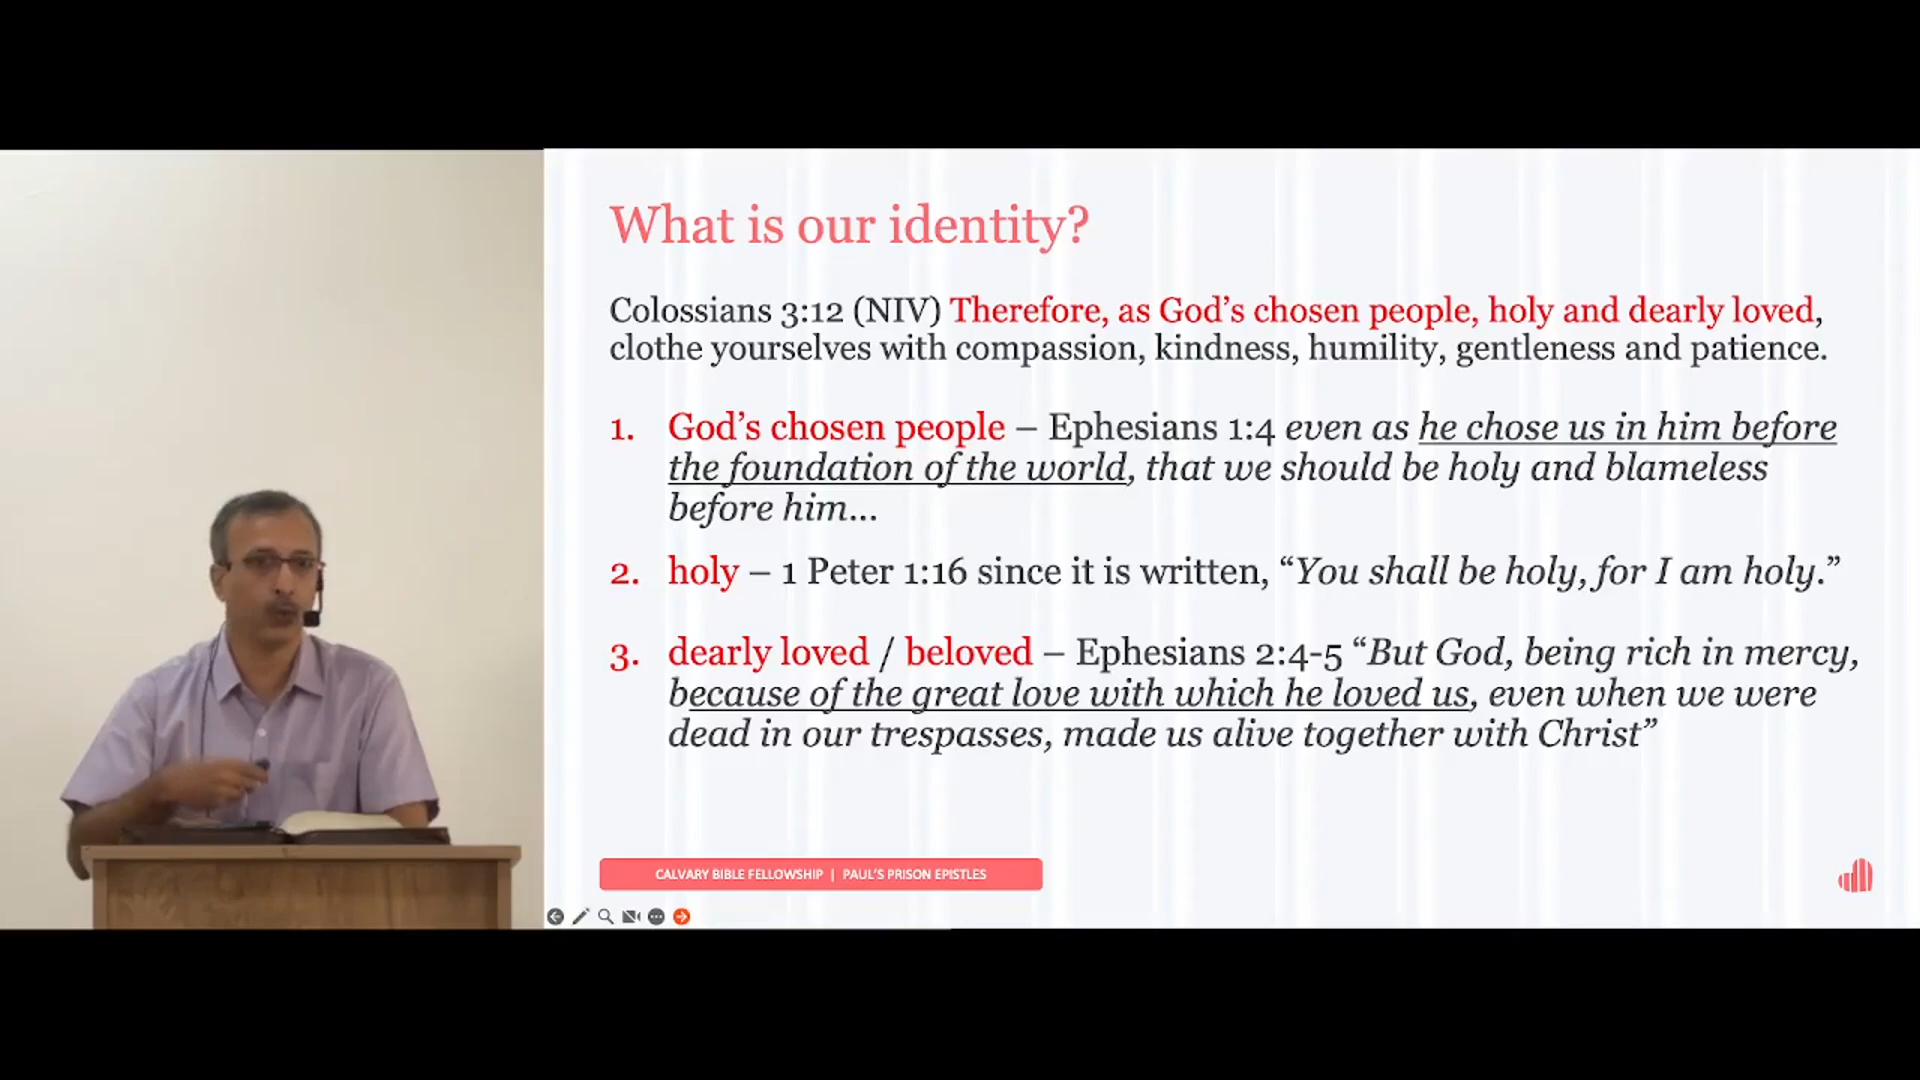 What is our identity?
Colossians 3:12 (NIV) Therefore, as God’s chosen people, holy and dearly loved,
clothe yourselves with compassion, kindness, humility, gentleness and patience.
1. God’s chosen people – Ephesians 1:4 even as he chose us in him before
the foundation of the world, that we should be holy and blameless
before him...
2. holy – 1 Peter 1:16 since it is written, “You shall be holy, for I am holy.”
3. dearly loved / beloved – Ephesians 2:4-5 “But God, being rich in mercy,
because of the great love with which he loved us, even when we were
dead in our trespasses, made us alive together with Christ”
CALVARY BIBLE FELLOWSHIP | PAUL’S PRISON EPISTLES